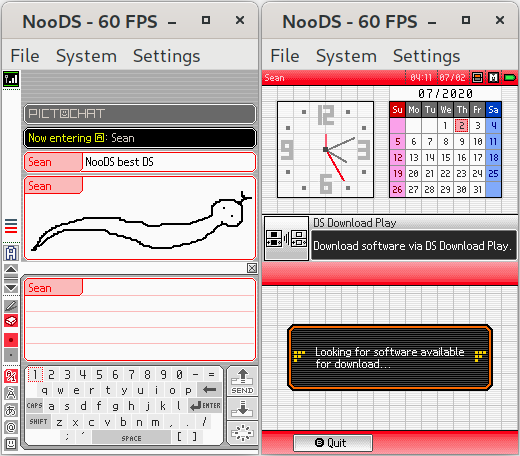 NooDS - 60 FPS
File System Settings
PICTOCHAT
Now entering A: Sean
Sean NooDS best DS
Sean
Sean
1 2 3 4 5 6 7 8 9 0 - =
q w e r t y u i o p
CAPS a s d f g h j k l ENTER
SHIFT z x c v b n m , . /
; ' SPACE [ ]
SEND
NooDS - 60 FPS
File System Settings
Sean 04:11 07/02 M
07/2020
Su Mo Tu We Th Fr Sa
1 2 3 4
5 6 7 8 9 10 11
12 13 14 15 16 17 18
19 20 21 22 23 24 25
26 27 28 29 30 31
12
3
6
9
DS Download Play
Download software via DS Download Play.
Looking for software available
for download...
B Quit